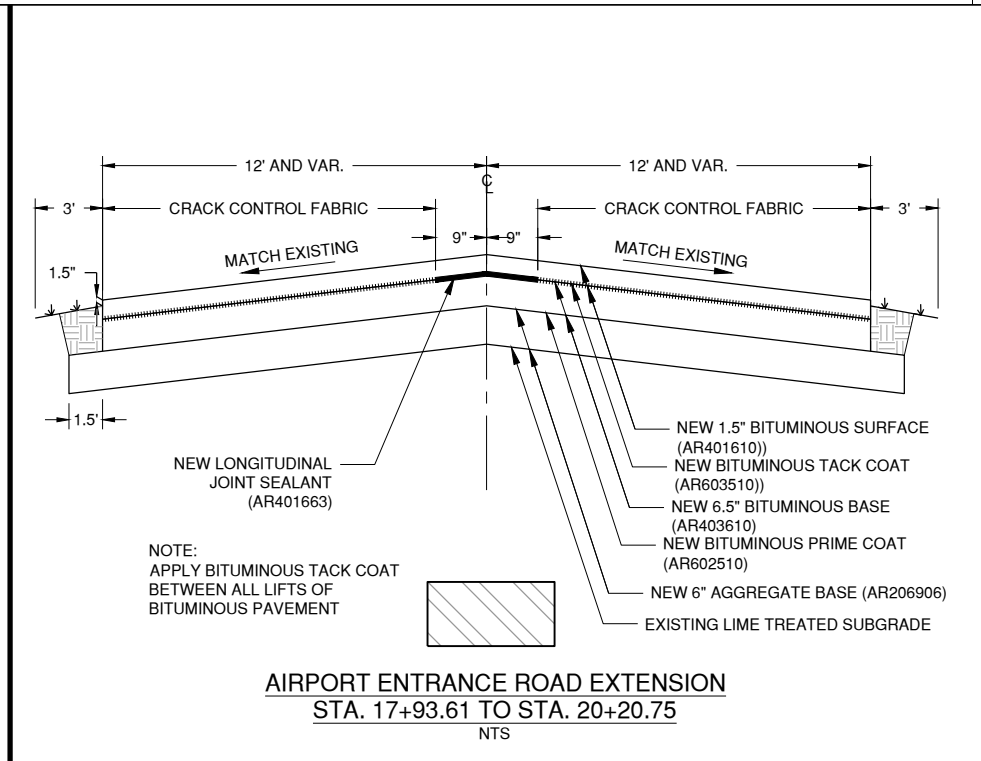 12' AND VAR.
12' AND VAR.
℄
3'
CRACK CONTROL FABRIC
CRACK CONTROL FABRIC
3'
9"
9"
MATCH EXISTING
MATCH EXISTING
1.5"
1.5'
NEW LONGITUDINAL
JOINT SEALANT
(AR401663)
NEW 1.5" BITUMINOUS SURFACE
(AR401610))
NEW BITUMINOUS TACK COAT
(AR603510))
NEW 6.5" BITUMINOUS BASE
(AR403610)
NEW BITUMINOUS PRIME COAT
(AR602510)
NEW 6" AGGREGATE BASE (AR206906)
EXISTING LIME TREATED SUBGRADE
NOTE:
APPLY BITUMINOUS TACK COAT
BETWEEN ALL LIFTS OF
BITUMINOUS PAVEMENT
AIRPORT ENTRANCE ROAD EXTENSION
STA. 17+93.61 TO STA. 20+20.75
NTS